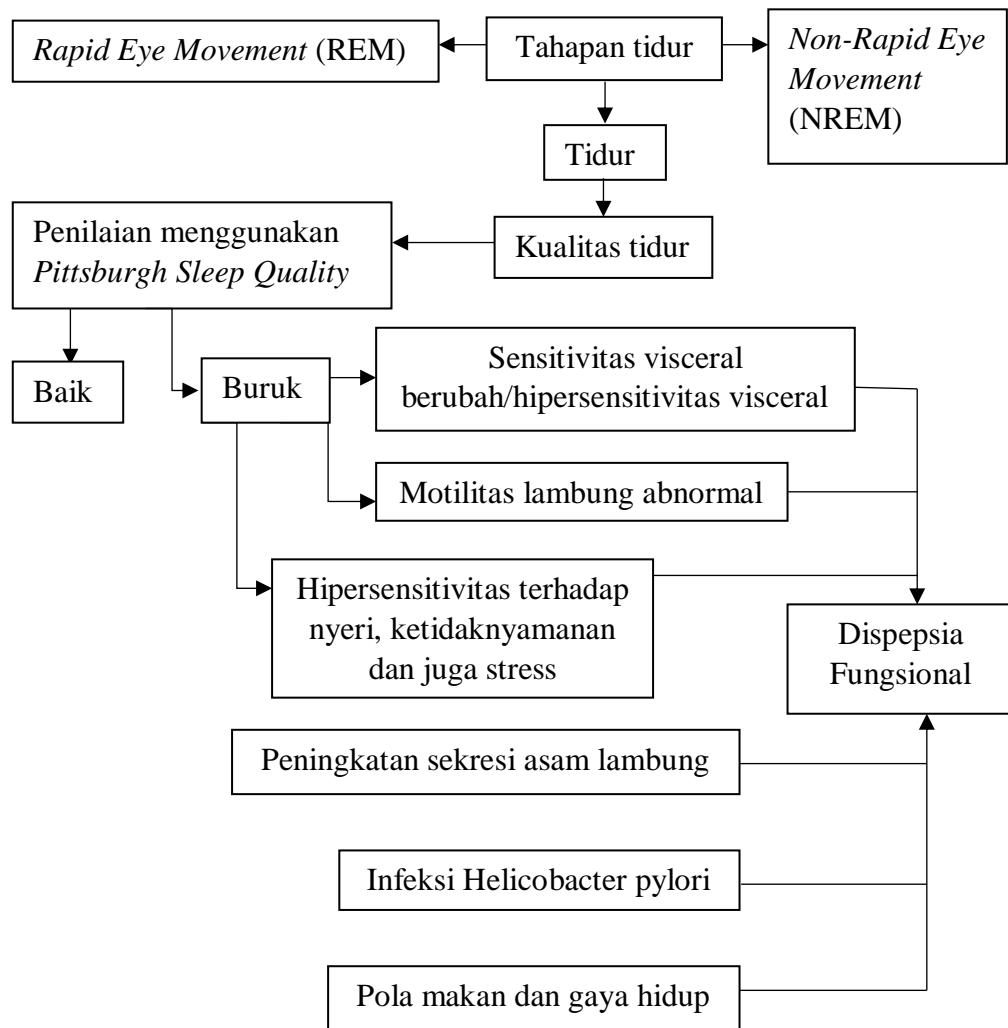 Rapid Eye Movement (REM)
Tahapan tidur
Non-Rapid Eye
Movement
(NREM)
Tidur
Penilaian menggunakan
Pittsburgh Sleep Quality
Kualitas tidur
Baik
Buruk
Sensitivitas visceral
berubah/hipersensitivitas visceral
Motilitas lambung abnormal
Hipersensitivitas terhadap
nyeri, ketidaknyamanan
dan juga stress
Dispepsia
Fungsional
Peningkatan sekresi asam lambung
Infeksi Helicobacter pylori
Pola makan dan gaya hidup